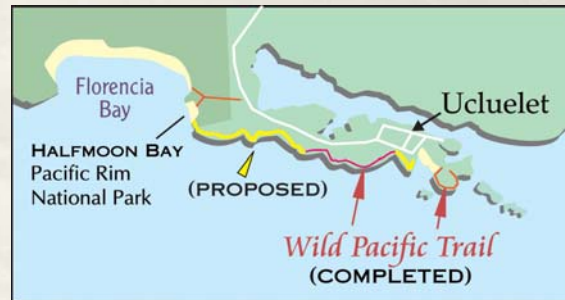 Florencia
Bay
Ucluelet
HALFMOON BAY
Pacific Rim
National Park
(PROPOSED)
Wild Pacific Trail
(COMPLETED)